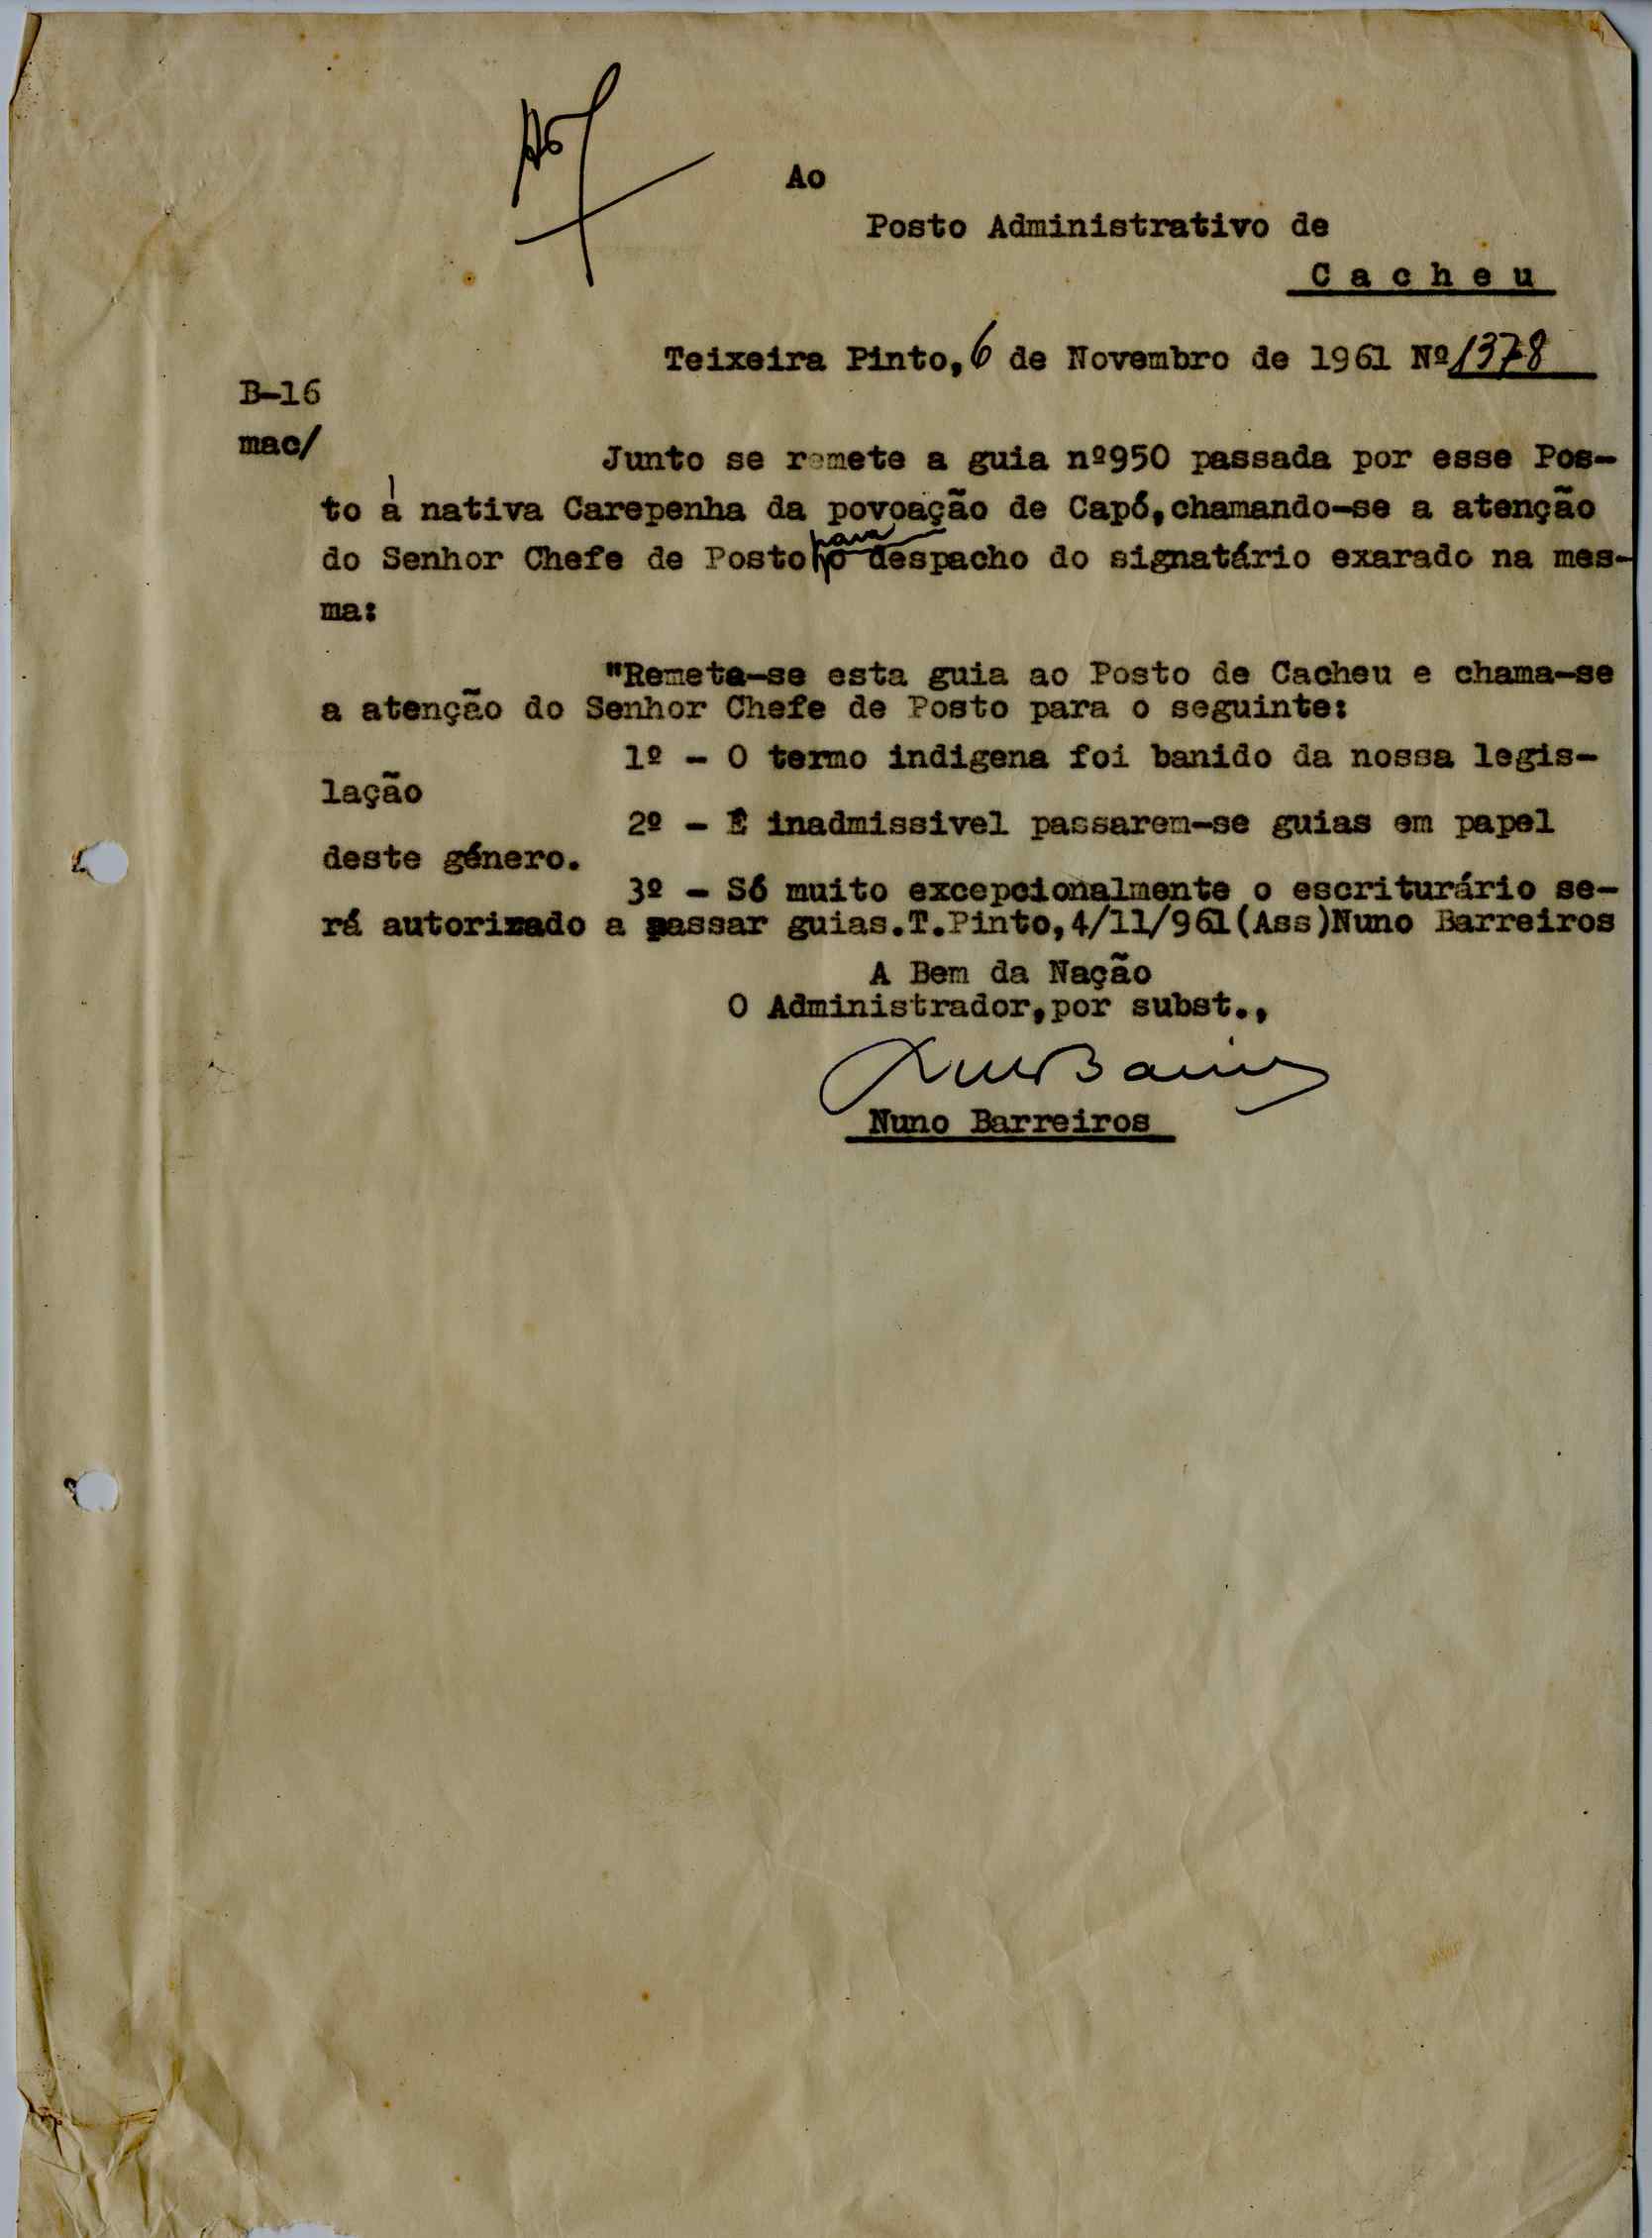 Ao
Posto Administrativo de
C a c h e u
Teixeira Pinto, 6 de Novembro de 1961 Nº 1378
B-16
mac/
Junto se remete a guia nº950 passada por esse Pos-
to à nativa Carepenha da povoação de Capó,chamando-se a atenção
para
do Senhor Chefe de Posto o despacho do signatário exarado na mes-
ma:
"Remeta-se esta guia ao Posto de Cacheu e chama-se
a atenção do Senhor Chefe de Posto para o seguinte:
1º - O termo indigena foi banido da nossa legis-
lação
2º - É inadmissivel passarem-se guias em papel
deste género.
3º - Só muito excepcionalmente o escriturário se-
rá autorizado a passar guias.T.Pinto,4/11/961(Ass)Nuno Barreiros
A Bem da Nação
O Administrador,por subst.,
Nuno Barreiros
Nuno Barreiros